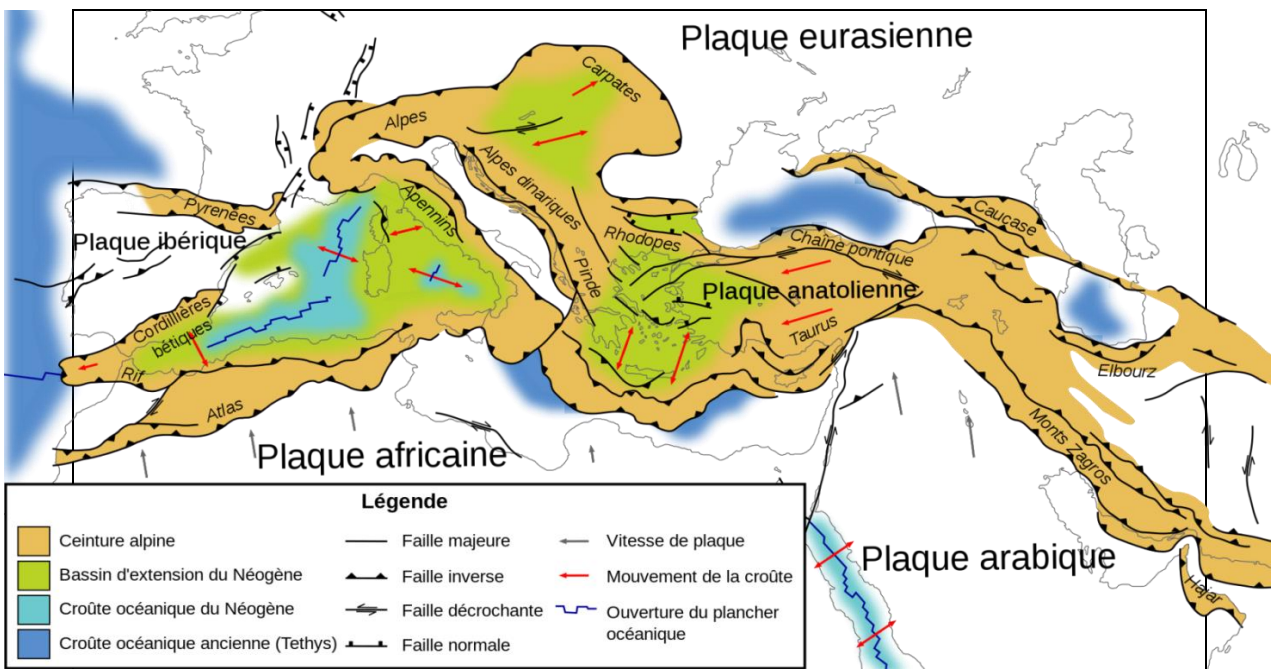 Plaque eurasienne
Carpates
Alpes
Alpes dinariques
Apennins
Pyrenées
Plaque ibérique
Caucase
Rhodopes
Chaîne pontique
Pinde
Plaque anatolienne
Taurus
Cordillières
bétiques
Rif
Atlas
Elbourz
Monts Zagros
Plaque africaine
Plaque arabique
Hajar
Légende
Ceinture alpine
Bassin d'extension du Néogène
Croûte océanique du Néogène
Croûte océanique ancienne (Tethys)
Faille majeure
Faille inverse
Faille décrochante
Faille normale
Vitesse de plaque
Mouvement de la croûte
Ouverture du plancher
océanique